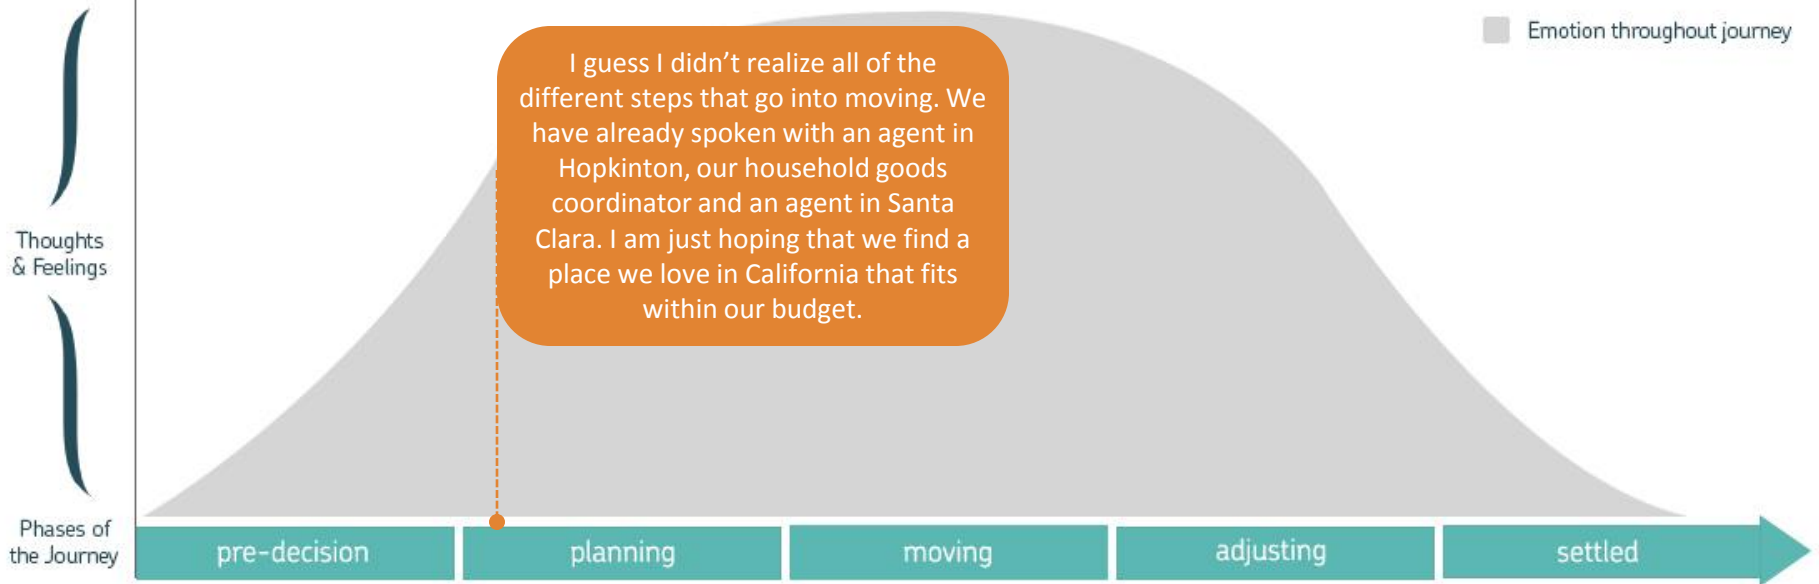 Emotion throughout journey
I guess I didn’t realize all of the
different steps that go into moving. We
have already spoken with an agent in
Hopkinton, our household goods
coordinator and an agent in Santa
Clara. I am just hoping that we find a
place we love in California that fits
within our budget.
Thoughts
& Feelings
Phases of
the Journey
pre-decision
planning
moving
adjusting
settled